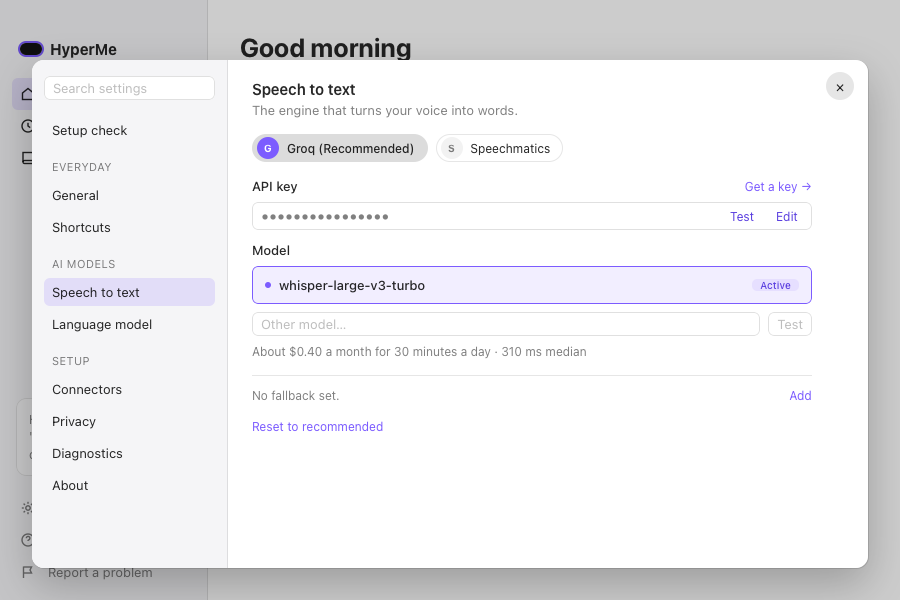 HyperMe
Good morning
Search settings
Setup check
EVERYDAY
General
Shortcuts
AI MODELS
Speech to text
Language model
SETUP
Connectors
Privacy
Diagnostics
About
Report a problem
Speech to text
×
The engine that turns your voice into words.
G Groq (Recommended)
S Speechmatics
API key
Get a key →
●●●●●●●●●●●●●●●●
Test Edit
Model
whisper-large-v3-turbo
Active
Other model...
Test
About $0.40 a month for 30 minutes a day · 310 ms median
No fallback set.
Add
Reset to recommended